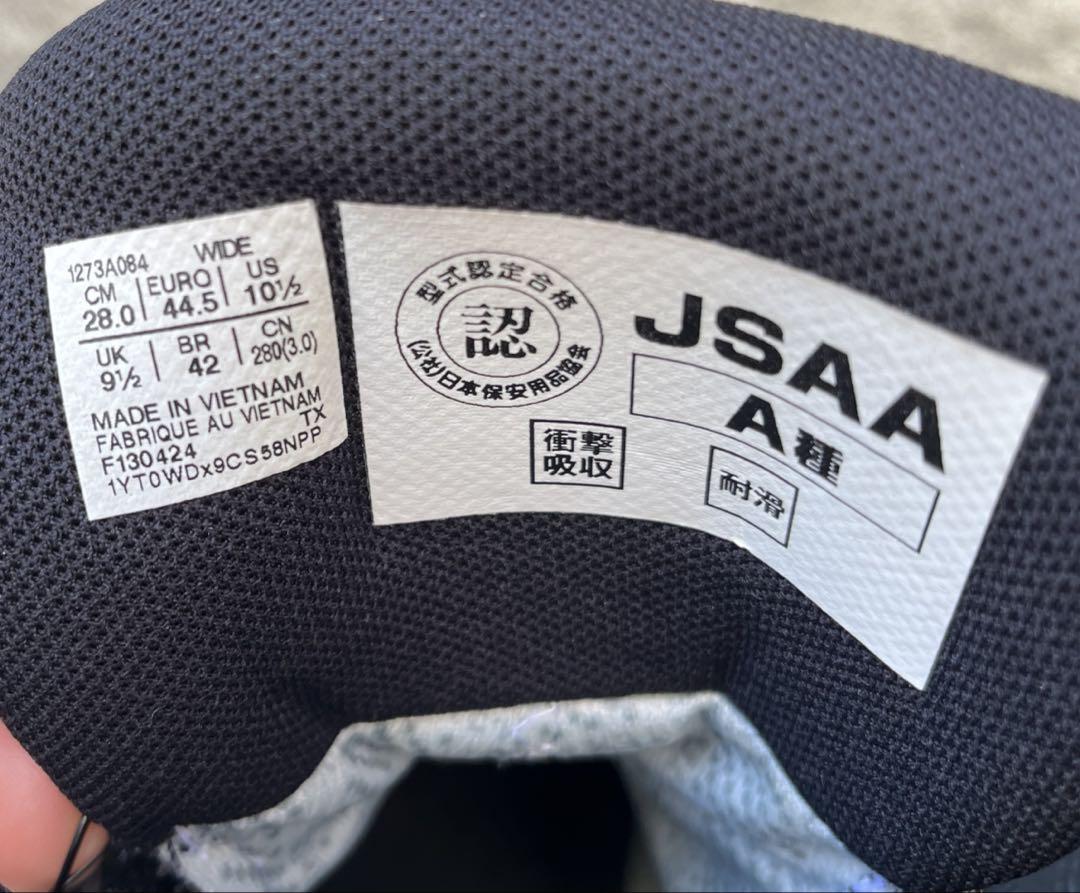 1273A084 WIDE
CM EURO US
28.0 44.5 10½
UK BR CN
9½ 42 280(3.0)
MADE IN VIETNAM
FABRIQUE AU VIETNAM
TX
F130424
1YT0WDx9CS58NPP
型式認定合格
認
(公社)日本保安用品協会
JSAA
A種
衝撃
吸収
耐滑